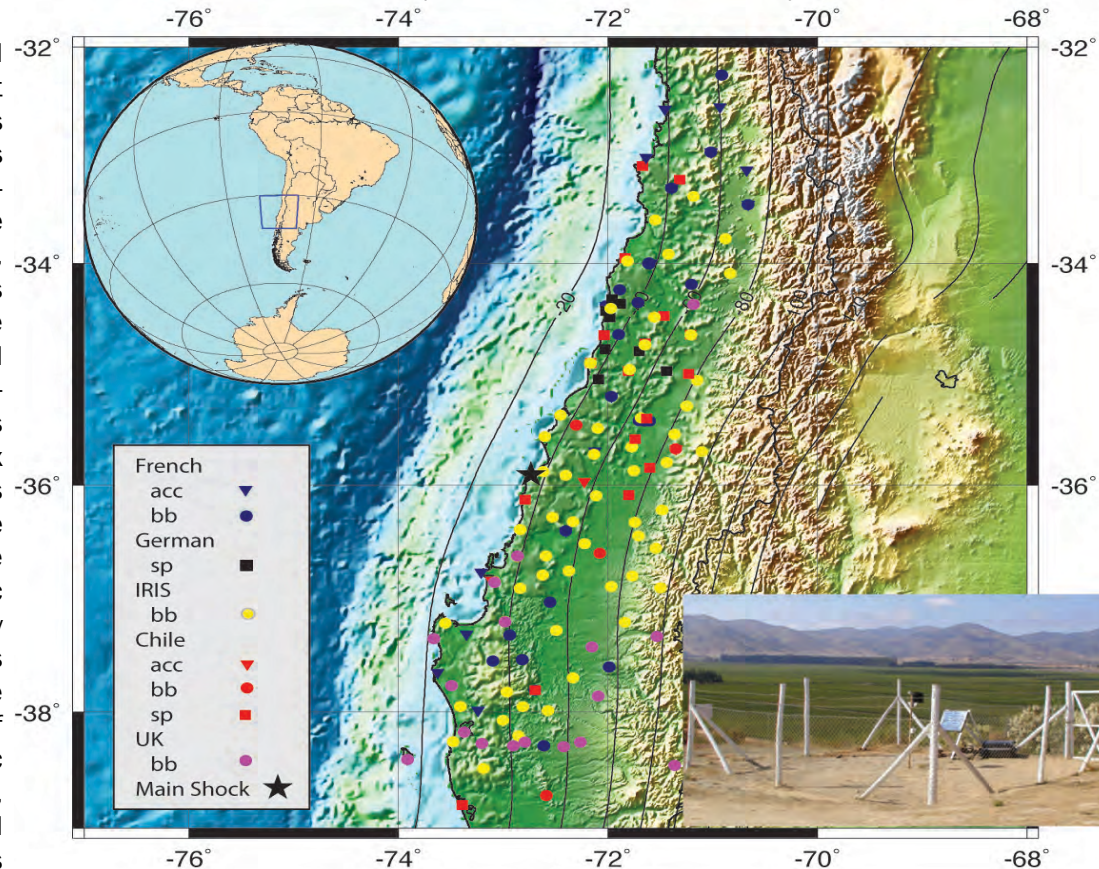 -76° -74° -72° -70° -68°
-32° -32°
-34° -34°
-20
-80
-36° -36°
French
acc
bb
German
sp
IRIS
bb
Chile
acc
bb
sp
UK
bb
Main Shock
-38° -38°
-76° -74° -72° -70° -68°